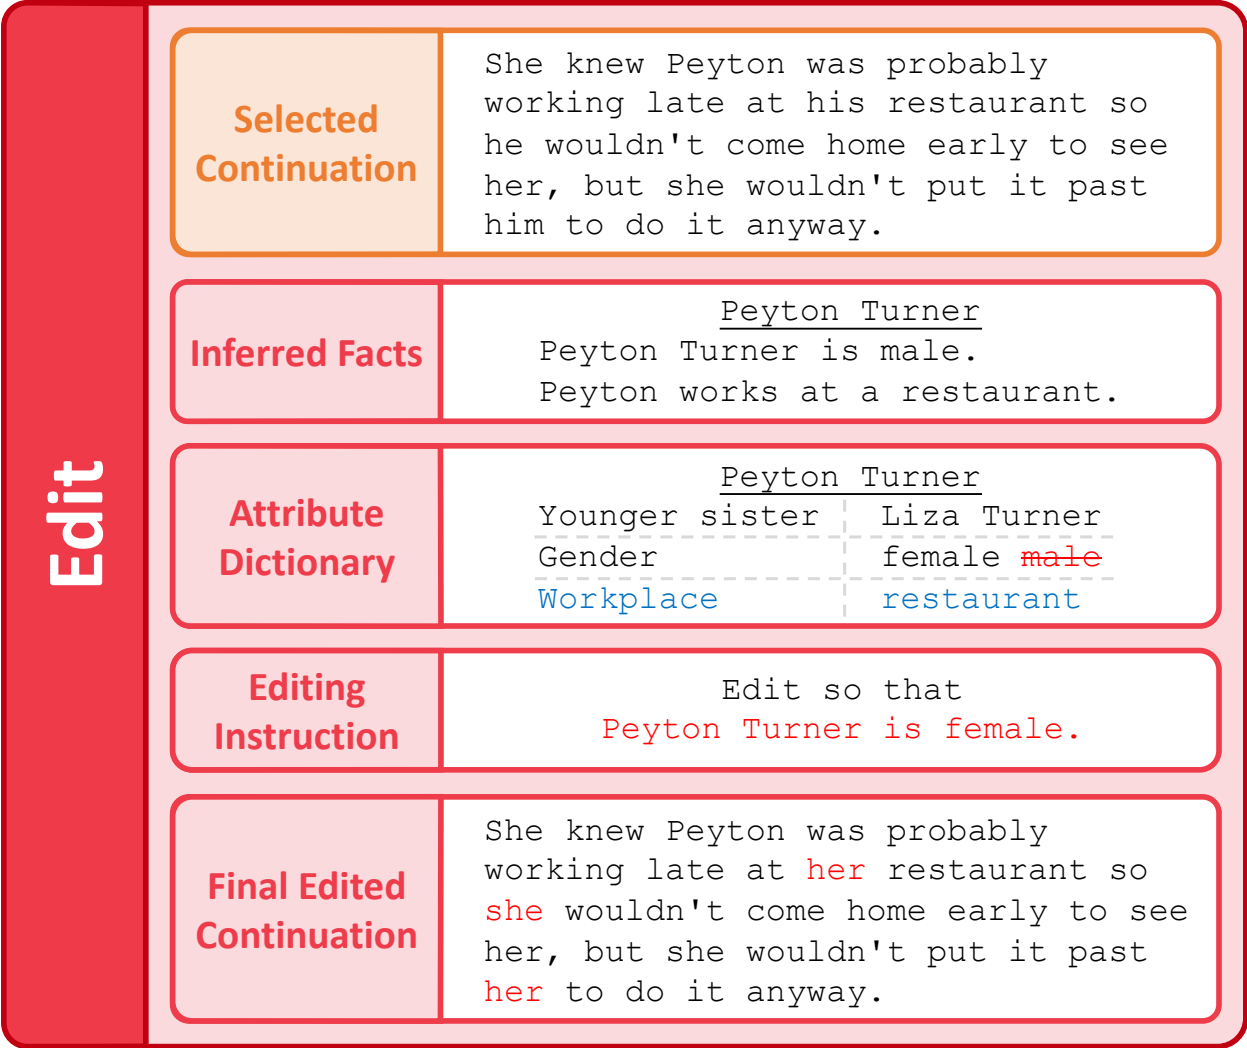 Edit
Selected
Continuation
She knew Peyton was probably
working late at his restaurant so
he wouldn't come home early to see
her, but she wouldn't put it past
him to do it anyway.
Inferred Facts
Peyton Turner
Peyton Turner is male.
Peyton works at a restaurant.
Attribute
Dictionary
Peyton Turner
Younger sister Liza Turner
Gender female male
Workplace restaurant
Editing
Instruction
Edit so that
Peyton Turner is female.
Final Edited
Continuation
She knew Peyton was probably
working late at her restaurant so
she wouldn't come home early to see
her, but she wouldn't put it past
her to do it anyway.